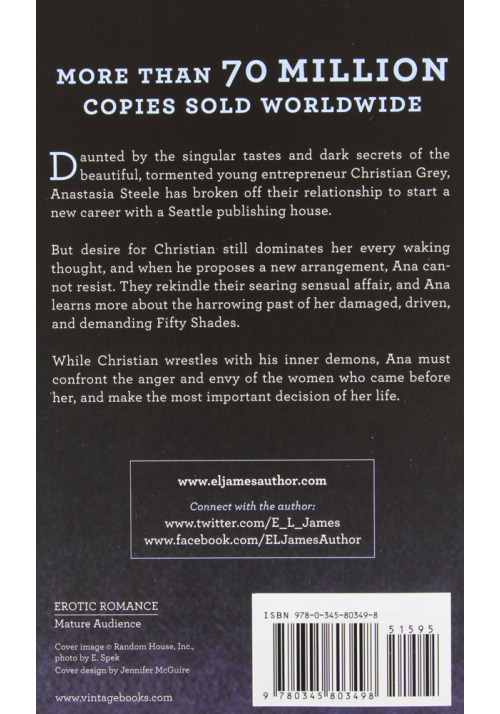 MORE THAN 70 MILLION
COPIES SOLD WORLDWIDE
Daunted by the singular tastes and dark secrets of the
beautiful, tormented young entrepreneur Christian Grey,
Anastasia Steele has broken off their relationship to start a
new career with a Seattle publishing house.
But desire for Christian still dominates her every waking
thought, and when he proposes a new arrangement, Ana can-
not resist. They rekindle their searing sensual affair, and Ana
learns more about the harrowing past of her damaged, driven,
and demanding Fifty Shades.
While Christian wrestles with his inner demons, Ana must
confront the anger and envy of the women who came before
her, and make the most important decision of her life.
www.eljamesauthor.com
Connect with the author:
www.twitter.com/E_L_James
www.facebook.com/ELJamesAuthor
EROTIC ROMANCE
Mature Audience
Cover image © Random House, Inc.,
photo by E. Spek
Cover design by Jennifer McGuire
www.vintagebooks.com
ISBN 978-0-345-80349-8
51595
9 780345 803498